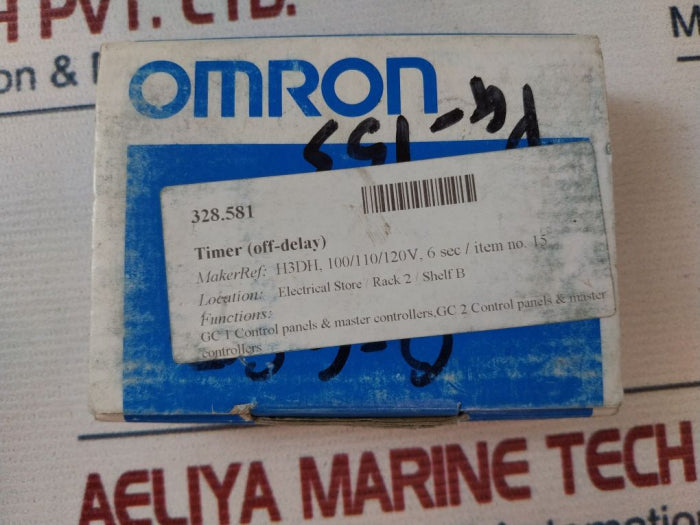 H PVT. LTD.
on &
OMRON
328.581
Timer (off-delay)
MakerRef: H3DH, 100/110/120V, 6 sec / item no. 15
Location: Electrical Store / Rack 2 / Shelf B
Functions:
GC 1 Control panels & master controllers,GC 2 Control panels & master
controllers
AELIYA MARINE TECH